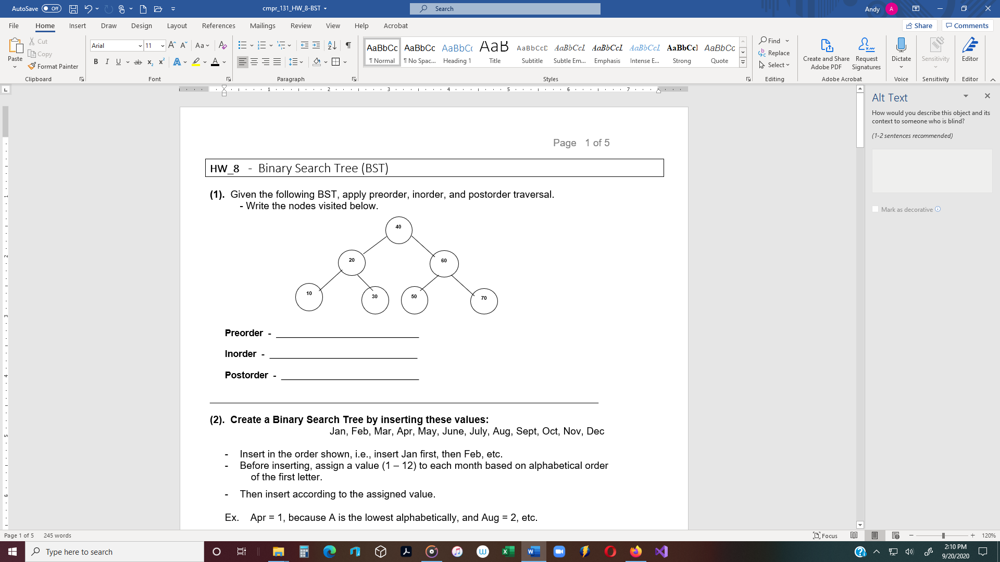 AutoSave Off
cmpr_131_HW_8-BST
Search
Andy A
File Home Insert Draw Design Layout References Mailings Review View Help Acrobat
Share Comments
Paste
Cut
Copy
Format Painter
Clipboard
Arial 11
Font
Paragraph
AaBbCc AaBbCc AaBbCc AaB AaBbCcD AaBbCcI AaBbCcI AaBbCcI AaBbCcI AaBbCc
¶ Normal ¶ No Spac... Heading 1 Title Subtitle Subtle Em... Emphasis Intense E... Strong Quote
Styles
Find
Replace
Select
Editing
Create and Share Adobe PDF
Request Signatures
Adobe Acrobat
Dictate
Voice
Sensitivity
Sensitivity
Editor
Editor
1 2 3 4 5 6 7
Page 1 of 5
HW_8 - Binary Search Tree (BST)
(1). Given the following BST, apply preorder, inorder, and postorder traversal.
- Write the nodes visited below.
40
20 60
10 30 50 70
Preorder -
Inorder -
Postorder -
(2). Create a Binary Search Tree by inserting these values:
Jan, Feb, Mar, Apr, May, June, July, Aug, Sept, Oct, Nov, Dec
- Insert in the order shown, i.e., insert Jan first, then Feb, etc.
- Before inserting, assign a value (1 – 12) to each month based on alphabetical order
of the first letter.
- Then insert according to the assigned value.
Ex. Apr = 1, because A is the lowest alphabetically, and Aug = 2, etc.
Alt Text
How would you describe this object and its
context to someone who is blind?
(1-2 sentences recommended)
Mark as decorative
Page 1 of 5 245 words
Focus
120%
Type here to search
2:10 PM
9/20/2020